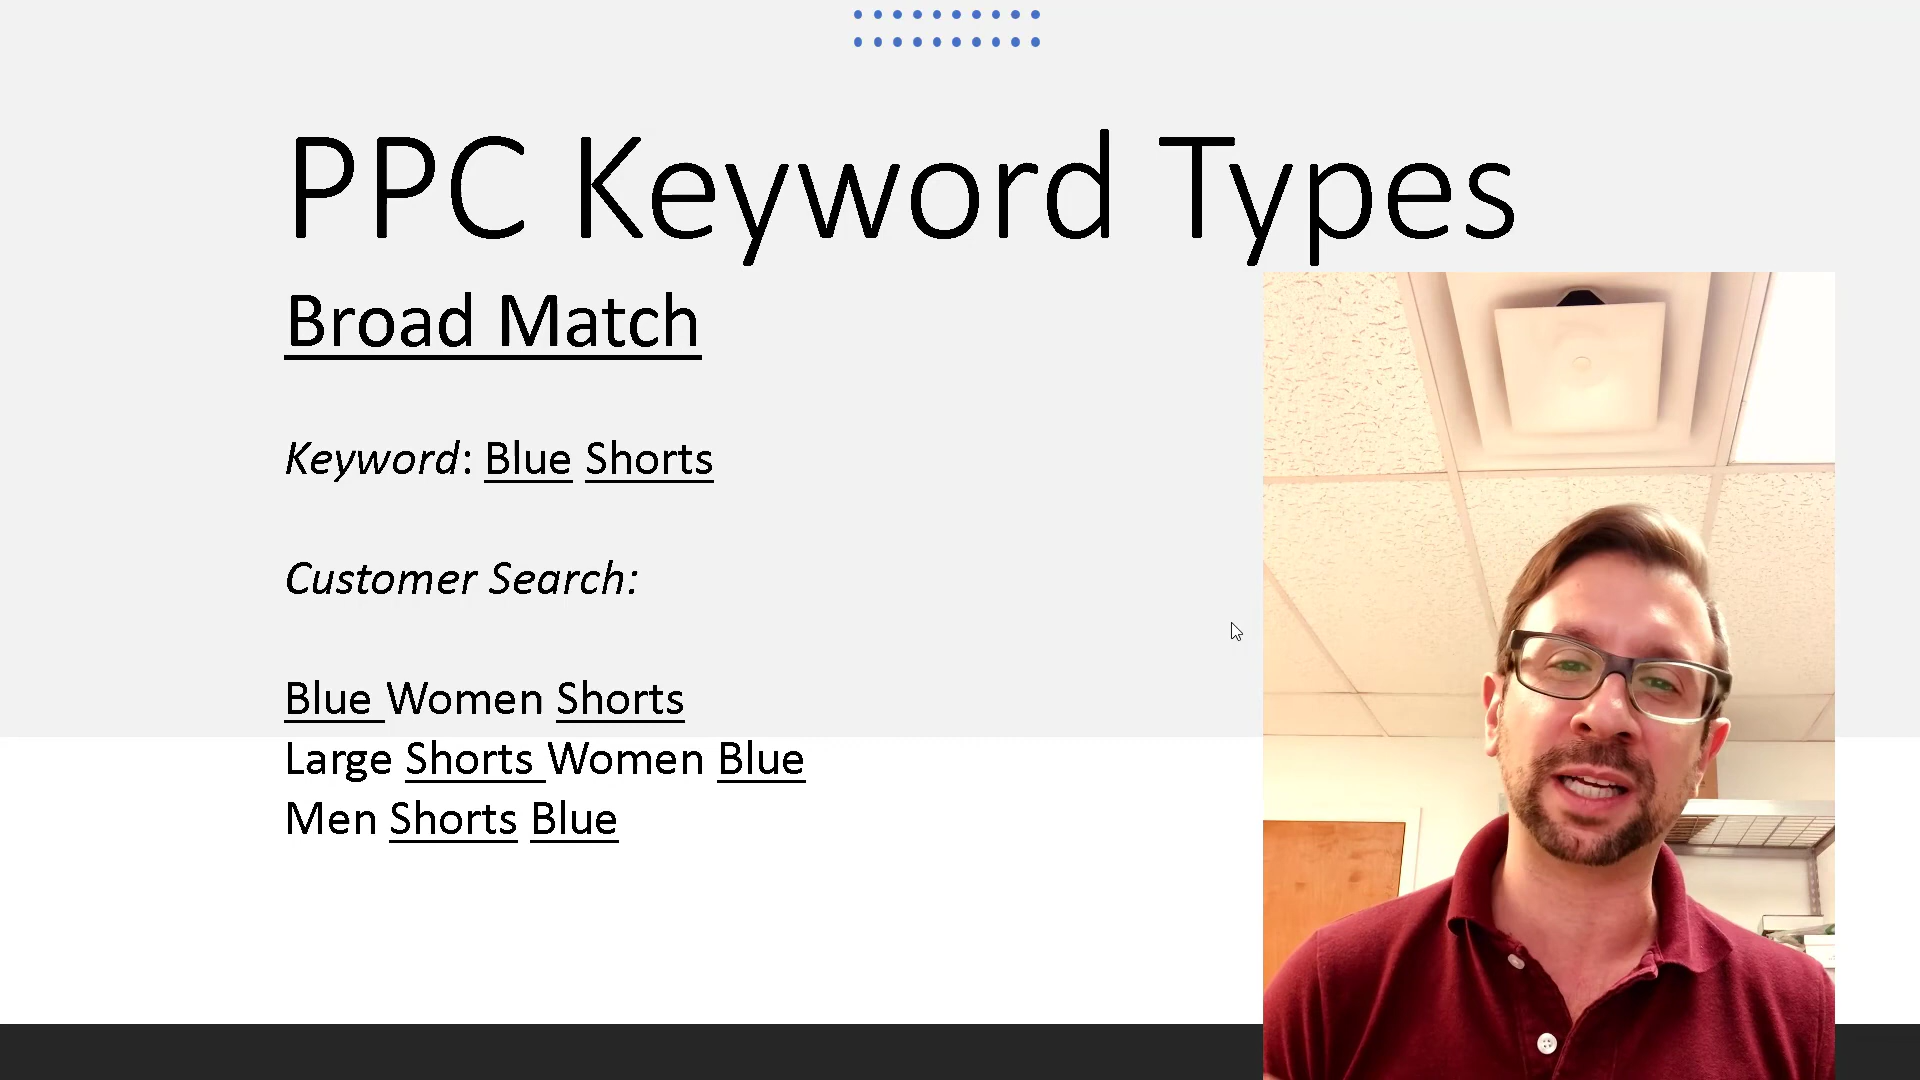 PPC Keyword Types
Broad Match
Keyword: Blue Shorts
Customer Search:
Blue Women Shorts
Large Shorts Women Blue
Men Shorts Blue